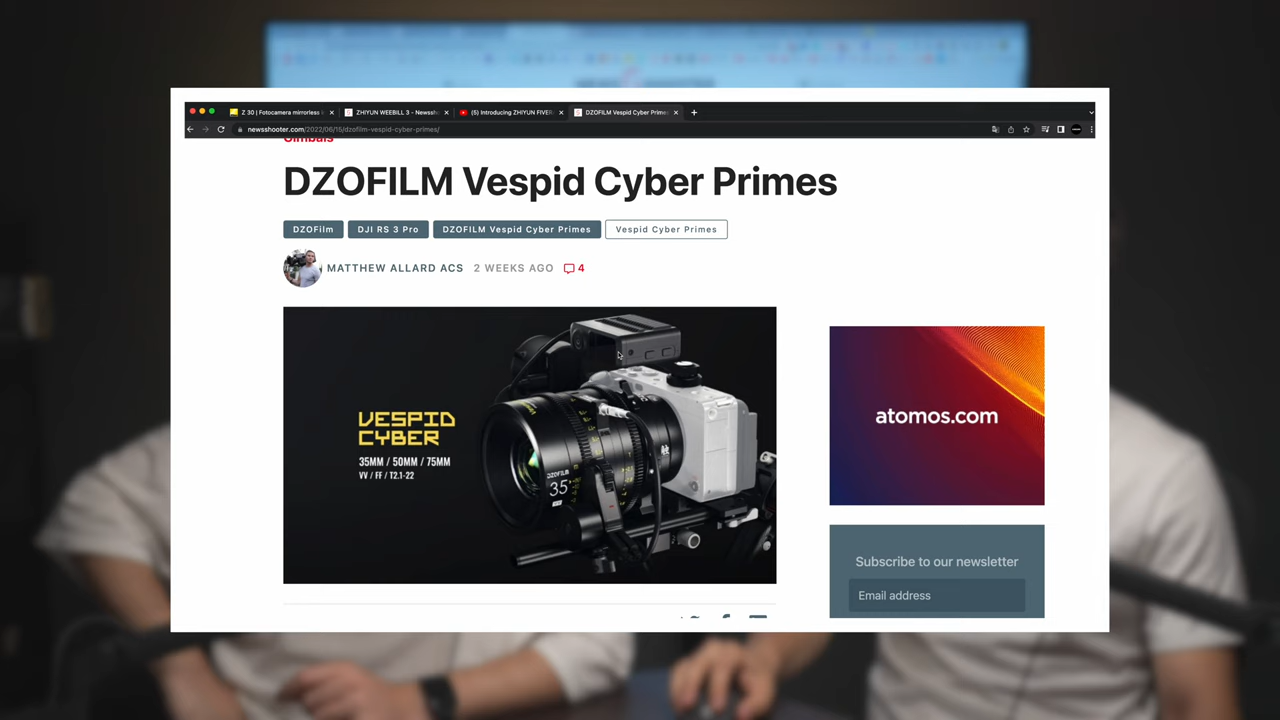 Z 30 | Fotocamera mirrorless
ZHIYUN WEEBILL 3 - Newssh
(5) Introducing ZHIYUN FIVER
DZOFILM Vespid Cyber Prime
newsshooter.com/2022/06/15/dzofilm-vespid-cyber-primes/
Gimbals
DZOFILM Vespid Cyber Primes
DZOFilm
DJI RS 3 Pro
DZOFILM Vespid Cyber Primes
Vespid Cyber Primes
MATTHEW ALLARD ACS 2 WEEKS AGO 4
VESPID
CYBER
35MM / 50MM / 75MM
VV / FF / T2.1-22
DZOFILM
35
atomos.com
Subscribe to our newsletter
Email address